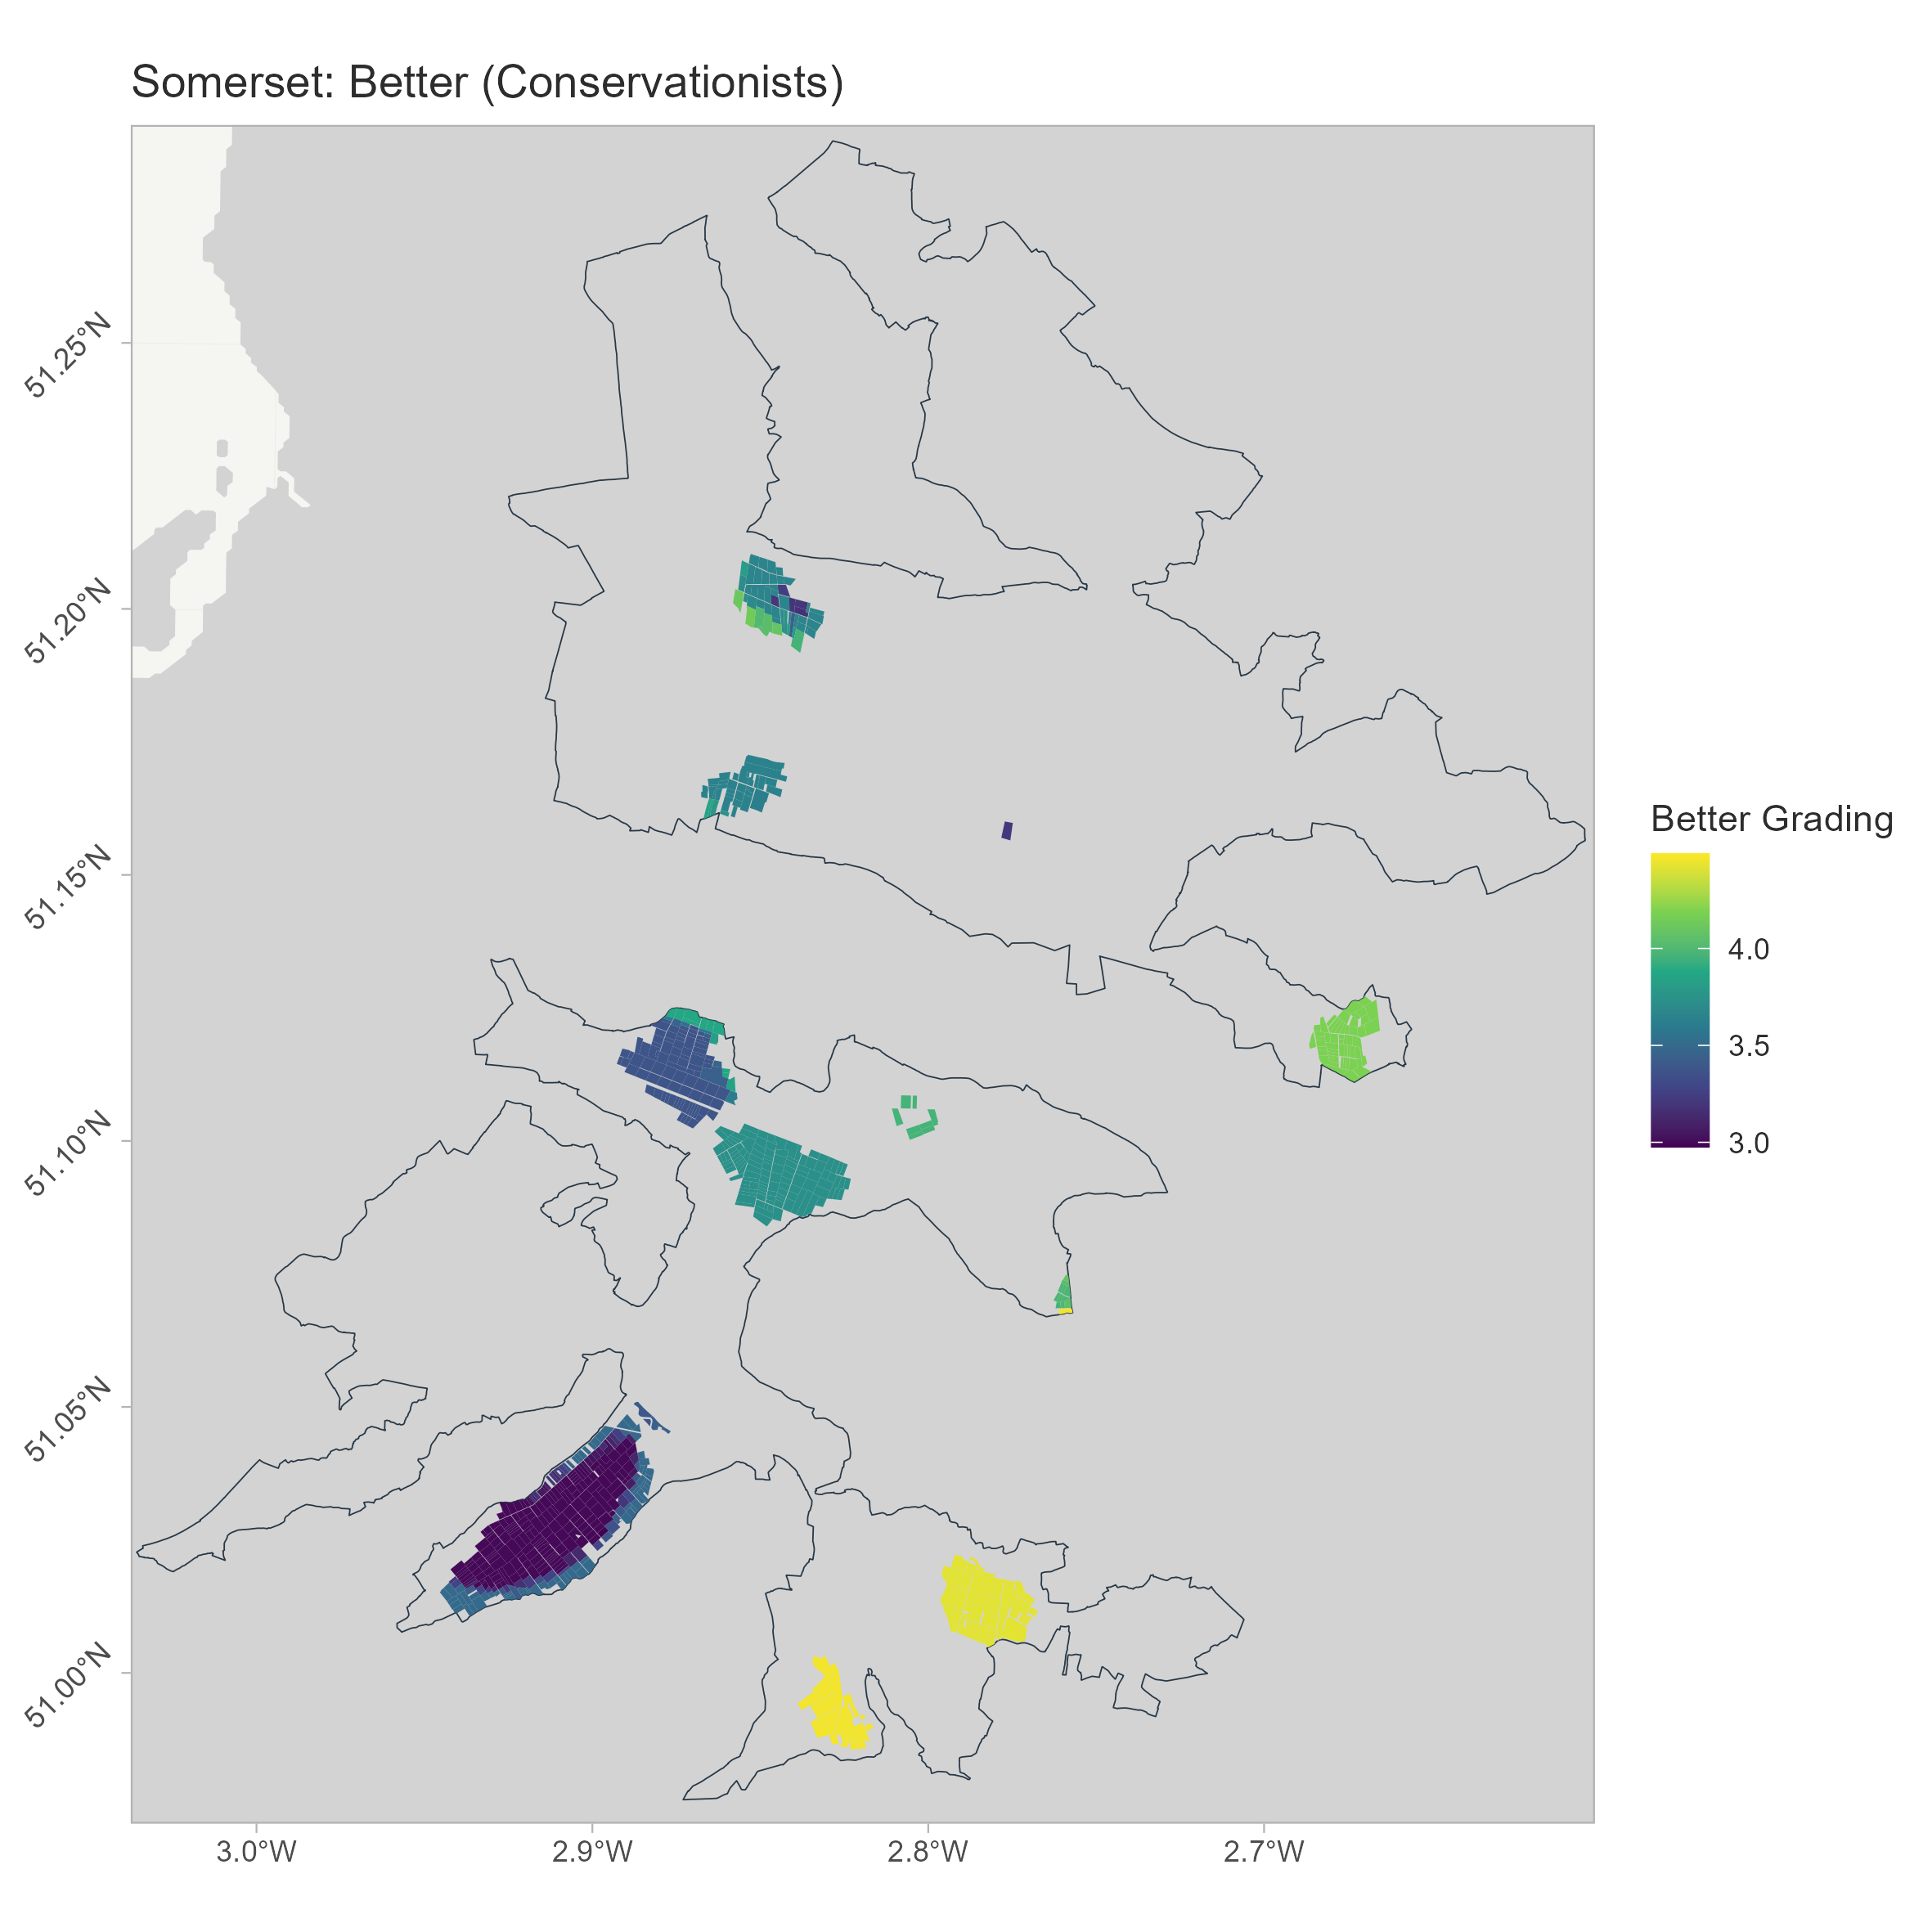 Somerset: Better (Conservationists)
51.25°N
51.20°N
51.15°N
51.10°N
51.05°N
51.00°N
3.0°W
2.9°W
2.8°W
2.7°W
Better Grading
4.0
3.5
3.0